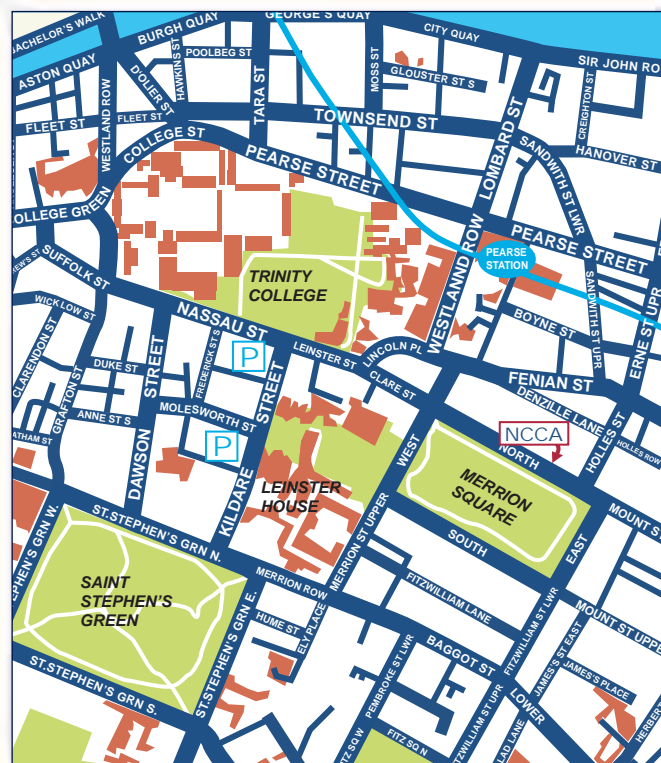 BACHELOR'S WALK
BURGH QUAY
GEORGE'S QUAY
CITY QUAY
SIR JOHN RO
ASTON QUAY
POOLBEG ST
HAWKINS ST
D'OLIER ST
TARA ST
MOSS ST
GLOUSTER ST S
CREIGHTON ST
WESTLAND ROW
FLEET ST
FLEET ST
TOWNSEND ST
LOMBARD ST
SANDWITH ST LWR
HANOVER ST
COLLEGE ST
PEARSE STREET
COLLEGE GREEN
PEARSE STREET
PEARSE
STATION
SUFFOLK ST
TRINITY
COLLEGE
WESTLANND ROW
SANDWITH ST UPR
ERNE ST UPR
WICKLOW ST
NASSAU ST
BOYNE ST
CLARENDON ST
GRAFTON ST
DUKE ST
DAWSON STREET
FREDERICK ST S
P
LEINSTER ST
LINCOLN PL
CLARE ST
FENIAN ST
DENZILLE LANE
HOLLES ST
HOLLES ROW
ANNE ST S
MOLESWORTH ST
P
KILDARE STREET
NCCA
NORTH
WEST
MERRION
SQUARE
LEINSTER
HOUSE
SOUTH
EAST
MOUNT S
ST.STEPHEN'S GRN N.
MERRION ST UPPER
MERRION ROW
FITZWILLIAM LANE
MOUNT ST UPPER
SAINT
STEPHEN'S
GREEN
ST.STEPHEN'S GRN E.
HUME ST
ELY PLACE
BAGGOT ST
LOWER
FITZWILLIAM ST LWR
JAMES'S ST EAST
JAMES'S PLACE
PEMBROKE ST LWR
FITZWILLIAM ST UPR
ST.STEPHEN'S GRN S.
FITZ SQ N
HERBERT